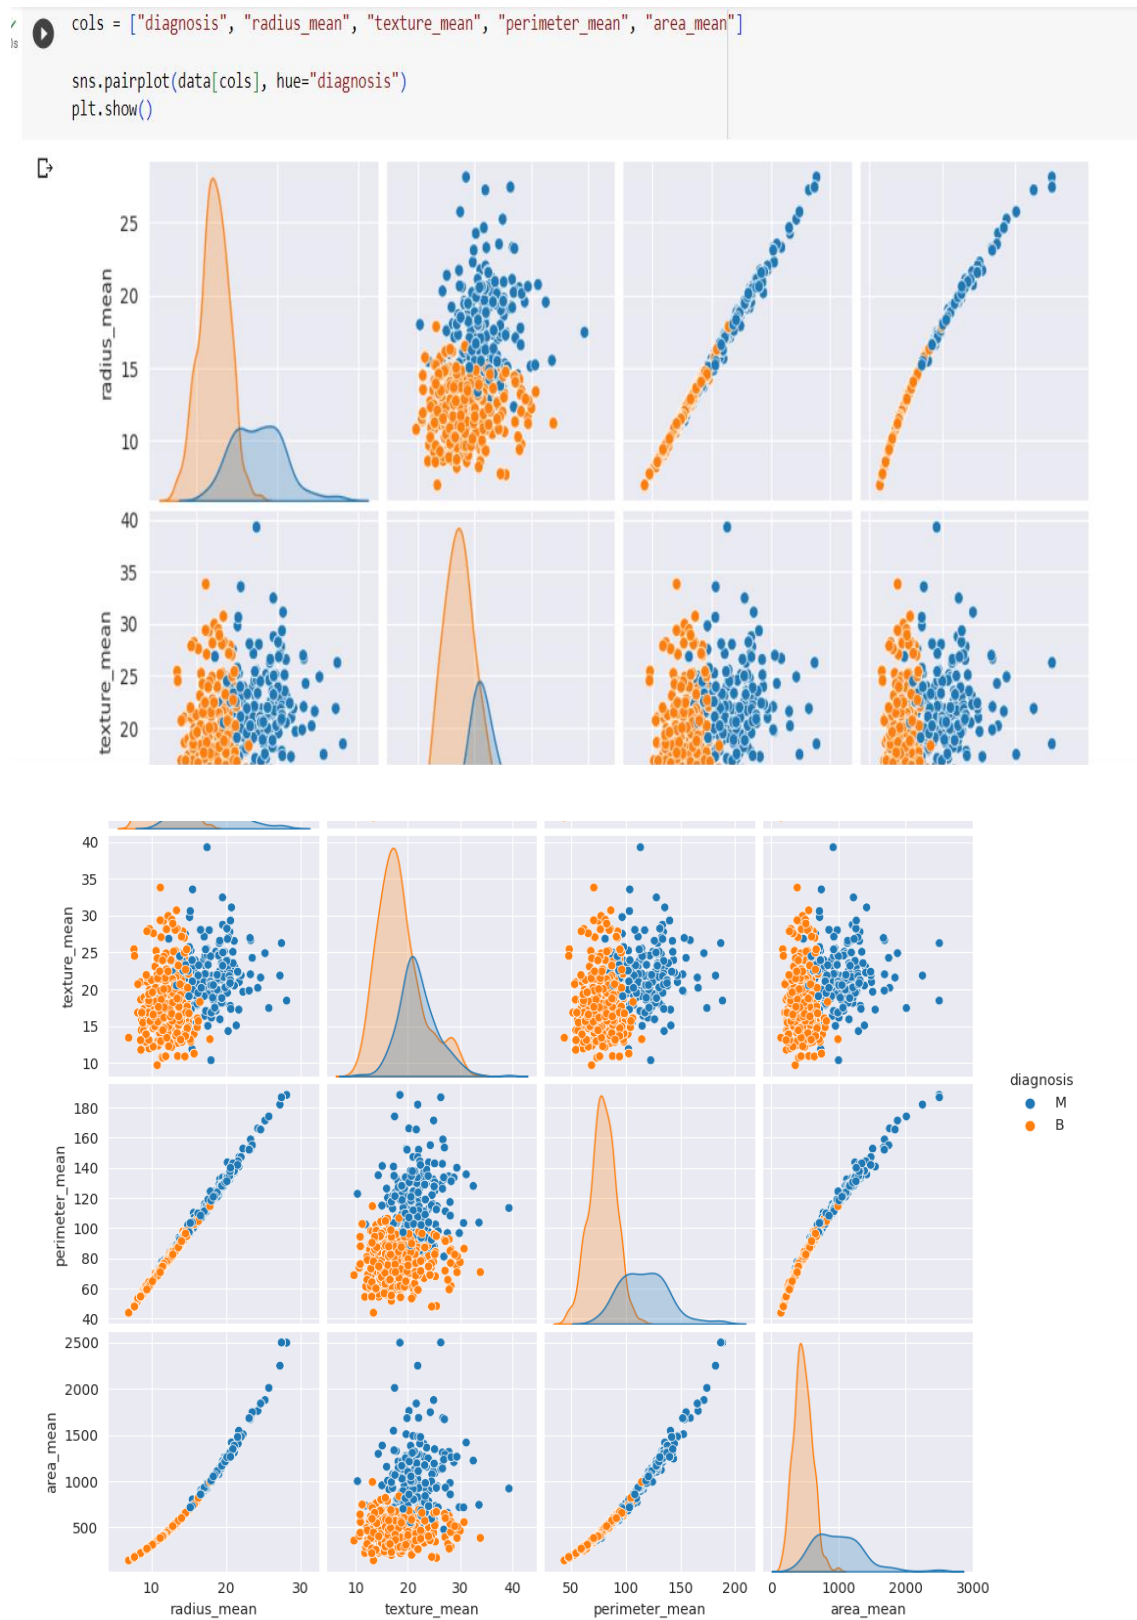 cols = ["diagnosis", "radius_mean", "texture_mean", "perimeter_mean", "area_mean"]
sns.pairplot(data[cols], hue="diagnosis")
plt.show()
25
20
15
10
radius_mean
40
35
30
25
20
texture_mean
40
35
30
25
20
15
10
texture_mean
180
160
140
120
100
80
60
40
perimeter_mean
diagnosis
M
B
2500
2000
1500
1000
500
area_mean
10 20 30 10 20 30 40 50 100 150 200 0 1000 2000 3000
radius_mean texture_mean perimeter_mean area_mean